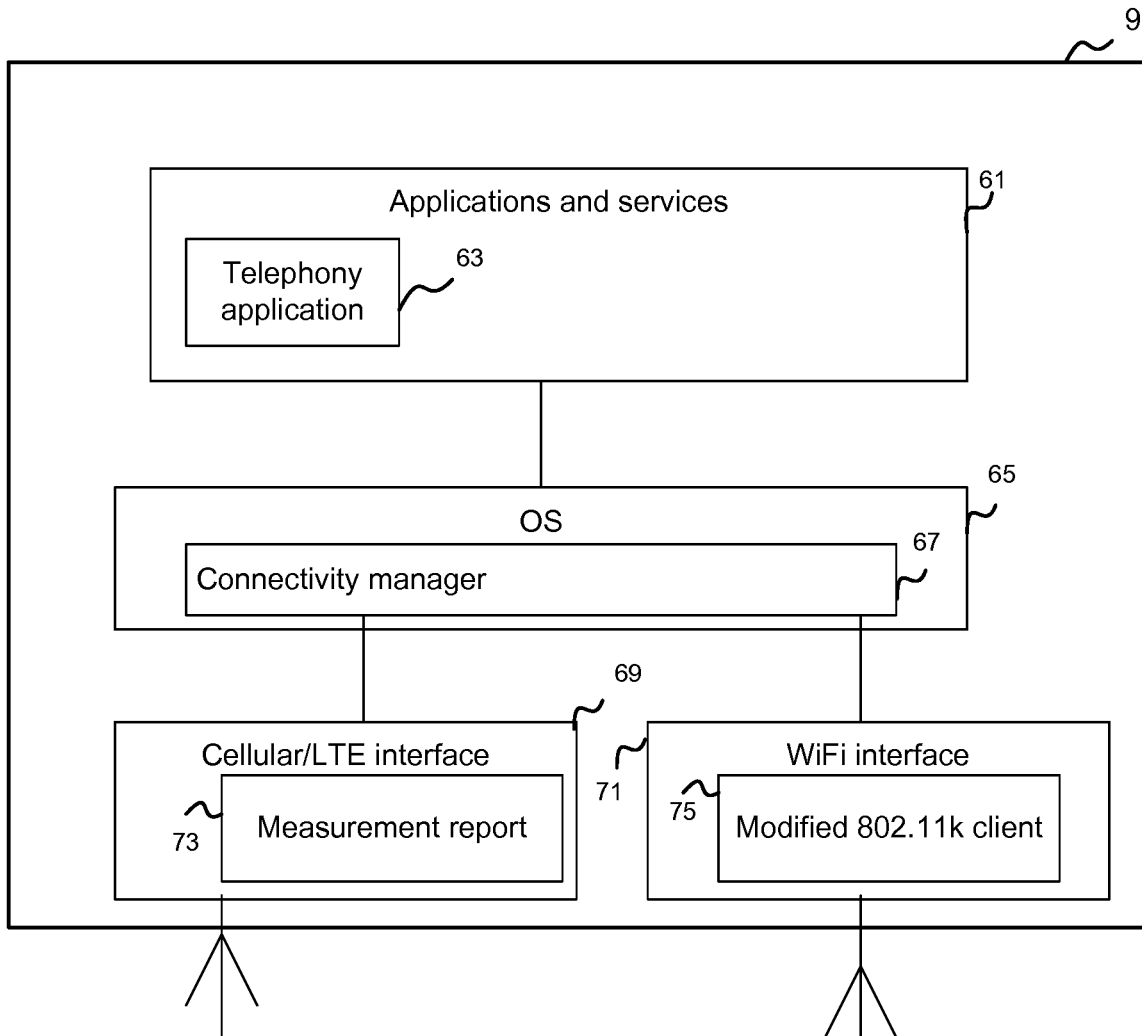 9
Applications and services
61
Telephony
application
63
OS
65
Connectivity manager
67
Cellular/LTE interface
69
Measurement report
73
WiFi interface
71
Modified 802.11k client
75